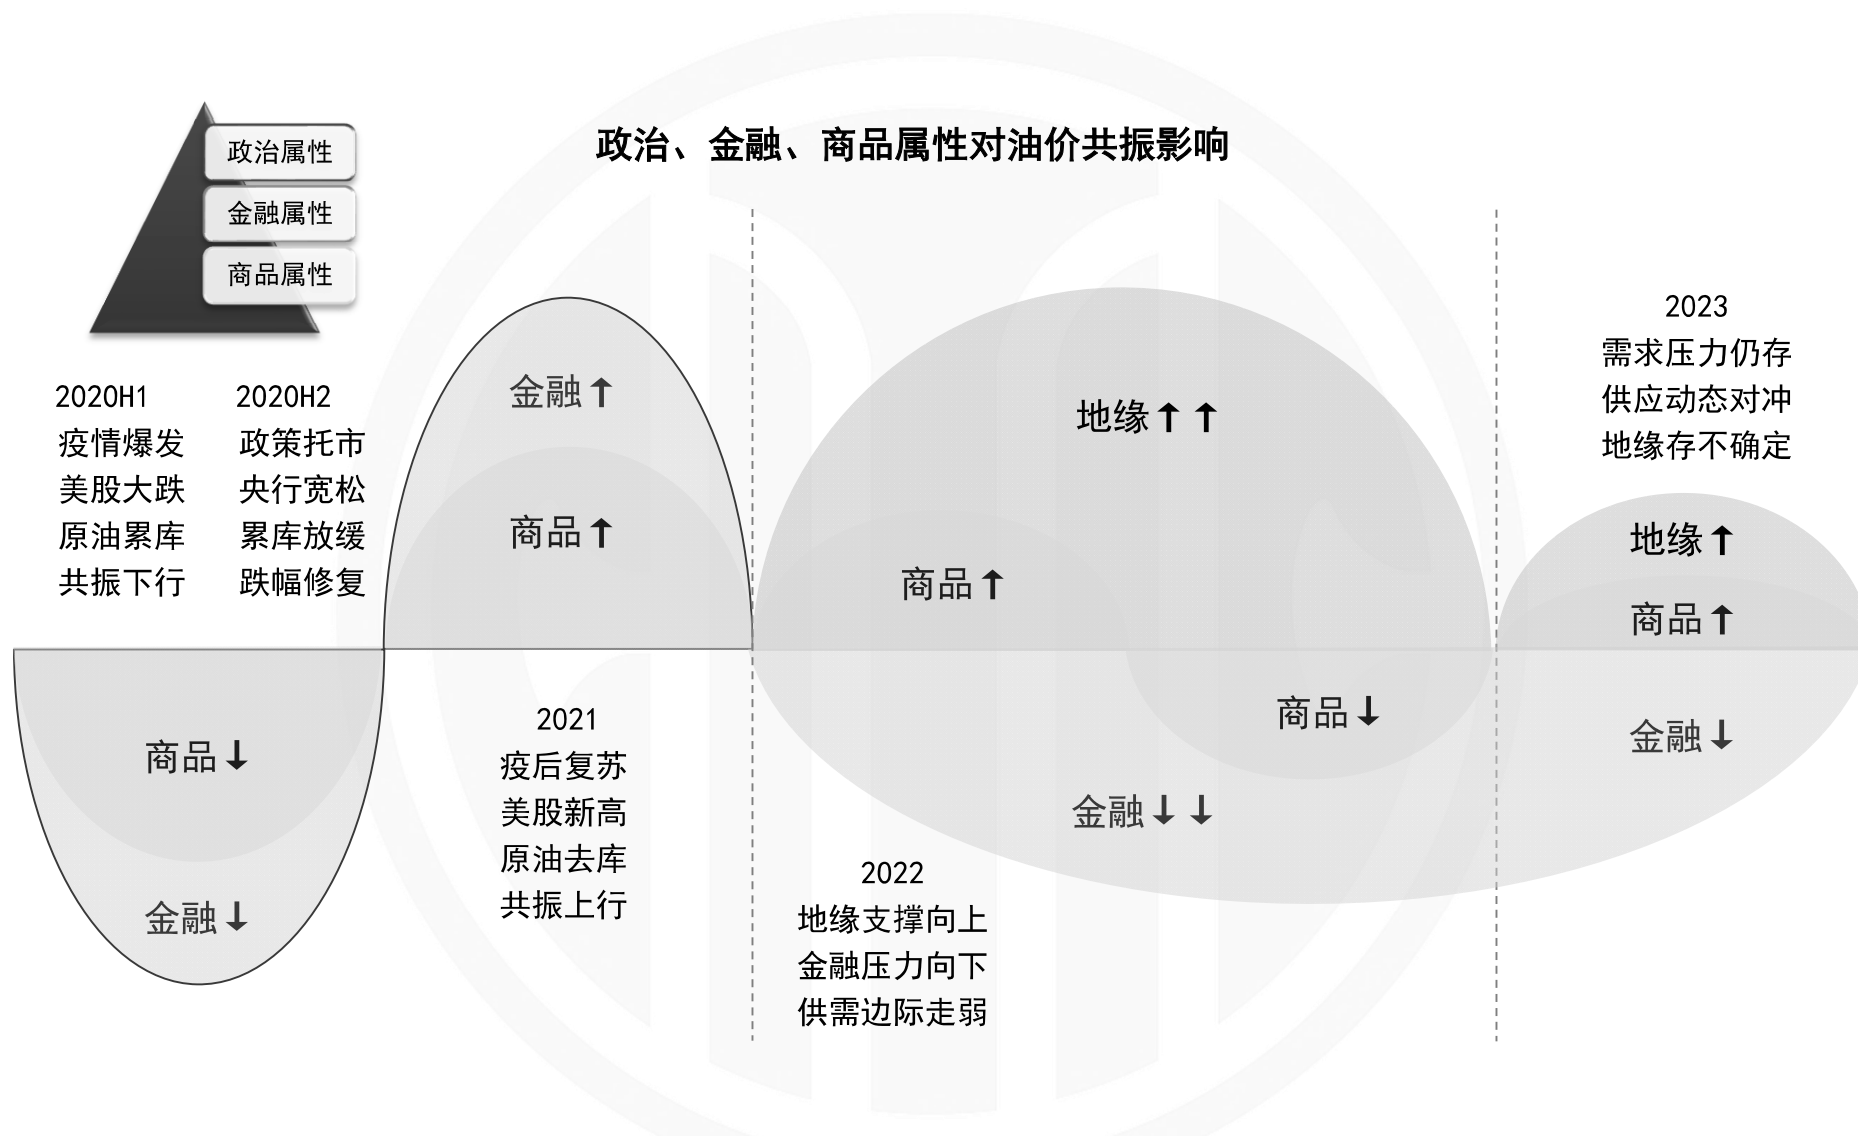 政治、金融、商品属性对油价共振影响
政治属性
金融属性
商品属性
2020H1
疫情爆发
美股大跌
原油累库
共振下行
2020H2
政策托市
央行宽松
累库放缓
跌幅修复
商品↓
金融↓
金融↑
商品↑
2021
疫后复苏
美股新高
原油去库
共振上行
地缘↑↑
商品↑
商品↓
金融↓↓
2022
地缘支撑向上
金融压力向下
供需边际走弱
2023
需求压力仍存
供应动态对冲
地缘存不确定
地缘↑
商品↑
金融↓